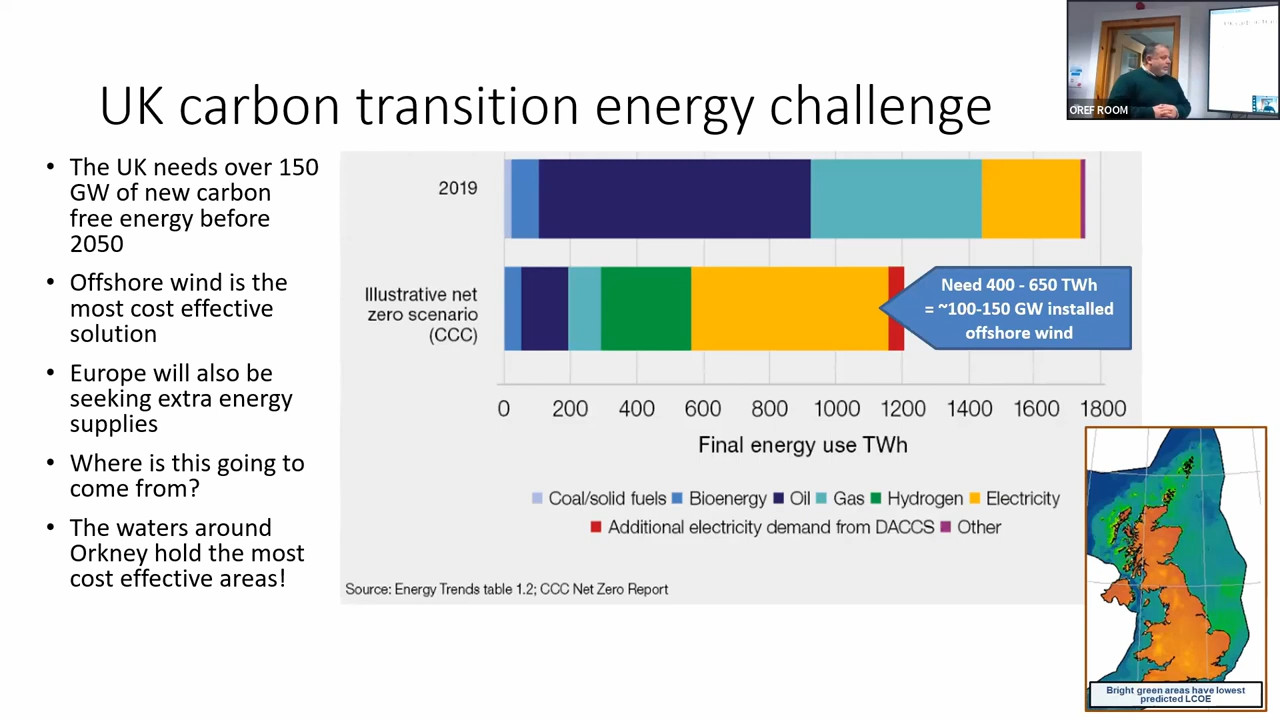 UK carbon transition energy challenge
OREF ROOM
• The UK needs over 150
GW of new carbon
free energy before
2050
• Offshore wind is the
most cost effective
solution
• Europe will also be
seeking extra energy
supplies
• Where is this going to
come from?
• The waters around
Orkney hold the most
cost effective areas!
2019
Illustrative net
zero scenario
(CCC)
Need 400 - 650 TWh
= ~100-150 GW installed
offshore wind
0 200 400 600 800 1000 1200 1400 1600 1800
Final energy use TWh
Coal/solid fuels Bioenergy Oil Gas Hydrogen Electricity
Additional electricity demand from DACCS Other
Source: Energy Trends table 1.2; CCC Net Zero Report
Bright green areas have lowest
predicted LCOE